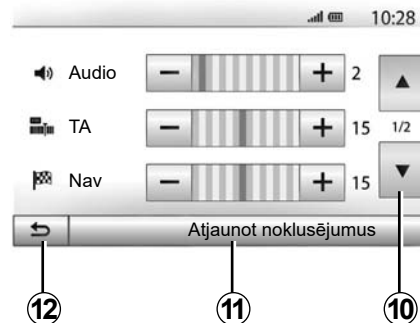 10:28
Audio − + 2
TA − + 15 1/2
Nav − + 15
Atjaunot noklusējumus
12 11 10